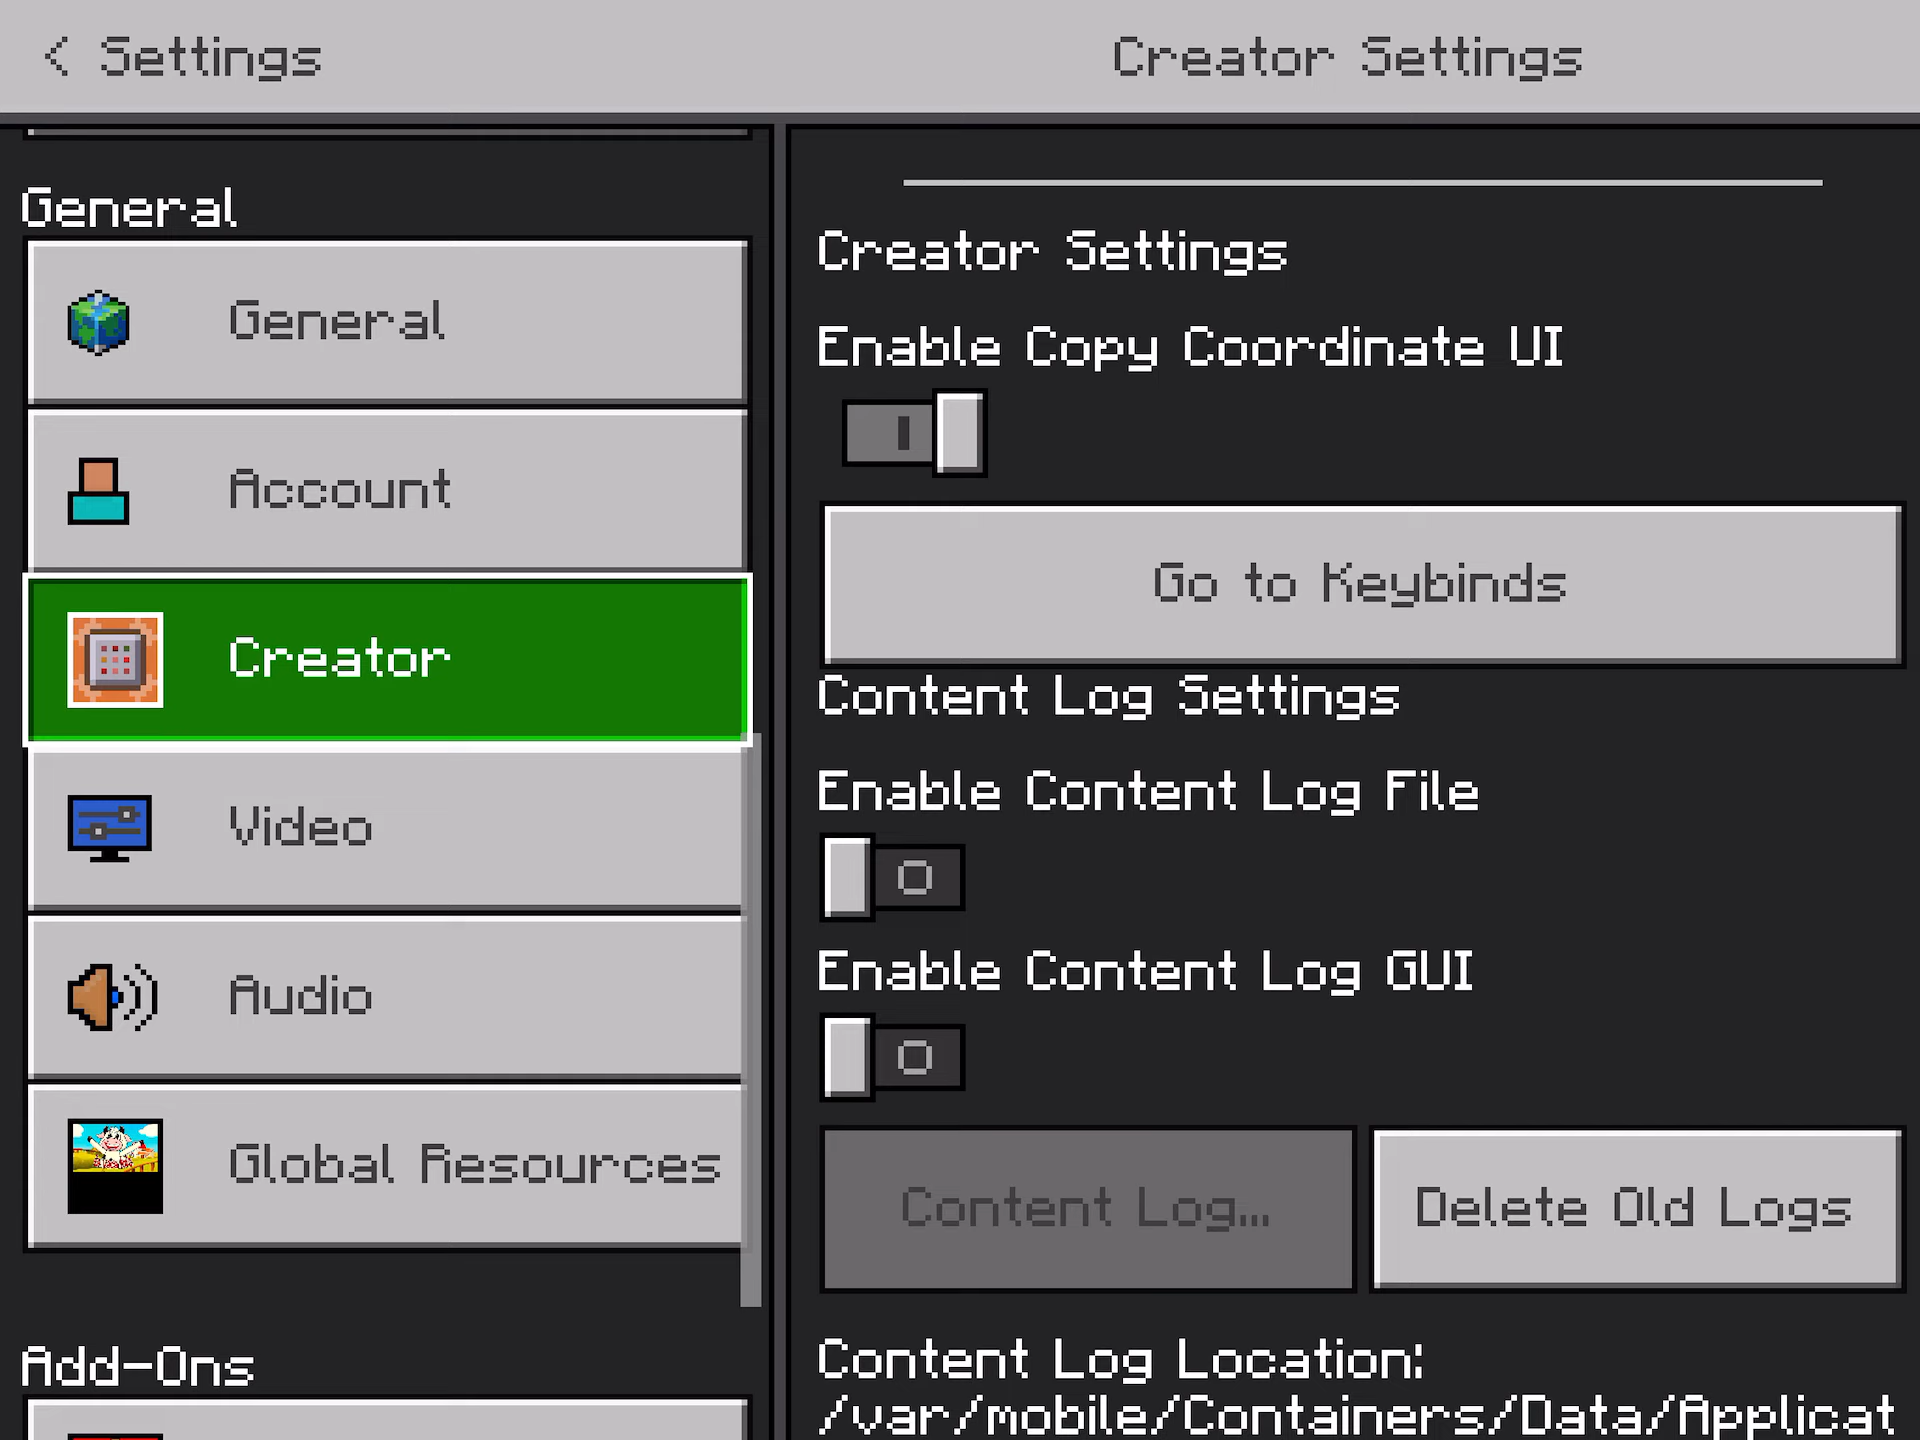 < Settings
Creator Settings
General
General
Account
Creator
Video
Audio
Global Resources
Add-Ons
Creator Settings
Enable Copy Coordinate UI
Go to Keybinds
Content Log Settings
Enable Content Log File
Enable Content Log GUI
Content Log...
Delete Old Logs
Content Log Location:
/var/mobile/Containers/Data/Applicat